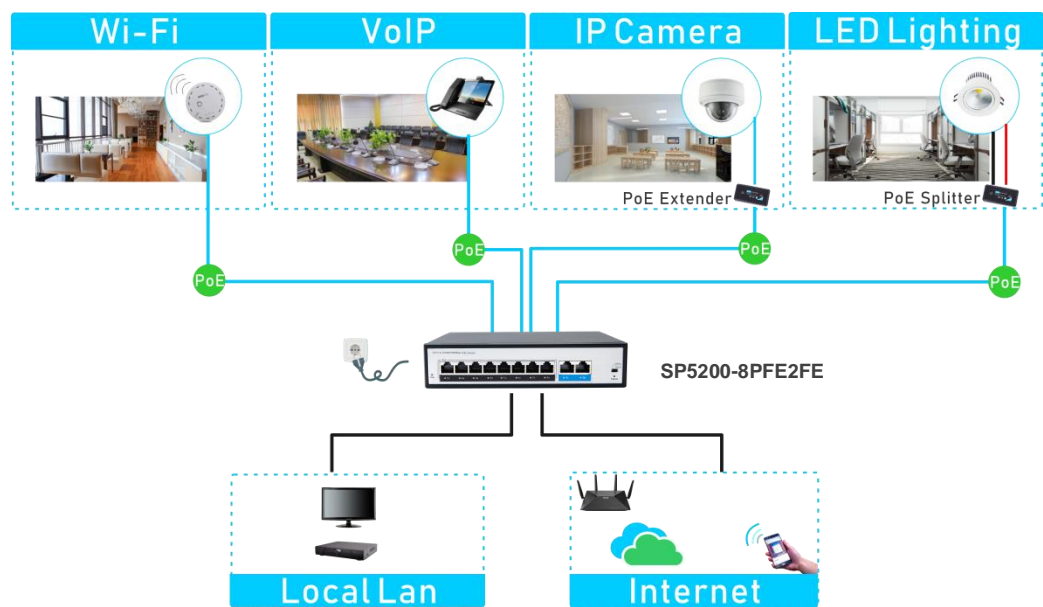 Wi-Fi
VoIP
IP Camera
LED Lighting
PoE Extender
PoE Splitter
PoE
PoE
PoE
PoE
SP5200-8PFE2FE
Local Lan
Internet